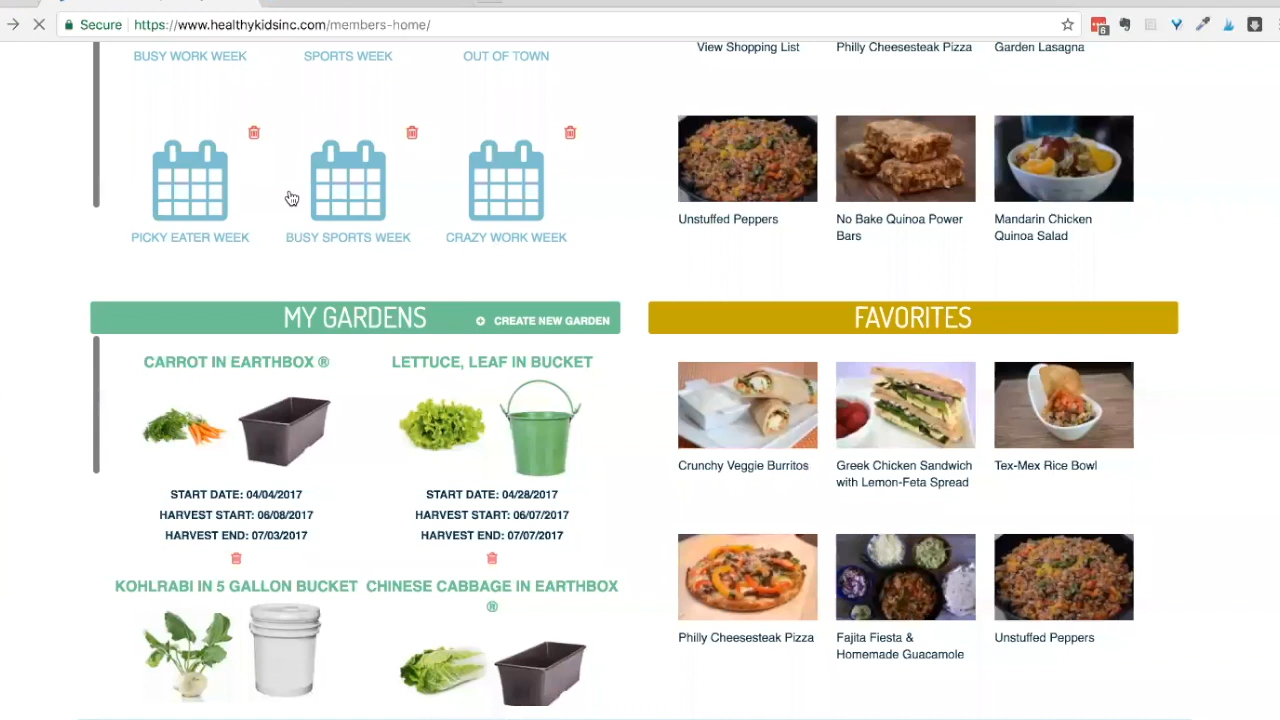 Secure https://www.healthykidsinc.com/members-home/
6
BUSY WORK WEEK
SPORTS WEEK
OUT OF TOWN
PICKY EATER WEEK
BUSY SPORTS WEEK
CRAZY WORK WEEK
View Shopping List
Philly Cheesesteak Pizza
Garden Lasagna
Unstuffed Peppers
No Bake Quinoa Power
Bars
Mandarin Chicken
Quinoa Salad
MY GARDENS
CREATE NEW GARDEN
CARROT IN EARTHBOX ®
START DATE: 04/04/2017
HARVEST START: 06/08/2017
HARVEST END: 07/03/2017
LETTUCE, LEAF IN BUCKET
START DATE: 04/28/2017
HARVEST START: 06/07/2017
HARVEST END: 07/07/2017
KOHLRABI IN 5 GALLON BUCKET
CHINESE CABBAGE IN EARTHBOX
®
FAVORITES
Crunchy Veggie Burritos
Greek Chicken Sandwich
with Lemon-Feta Spread
Tex-Mex Rice Bowl
Philly Cheesesteak Pizza
Fajita Fiesta &
Homemade Guacamole
Unstuffed Peppers